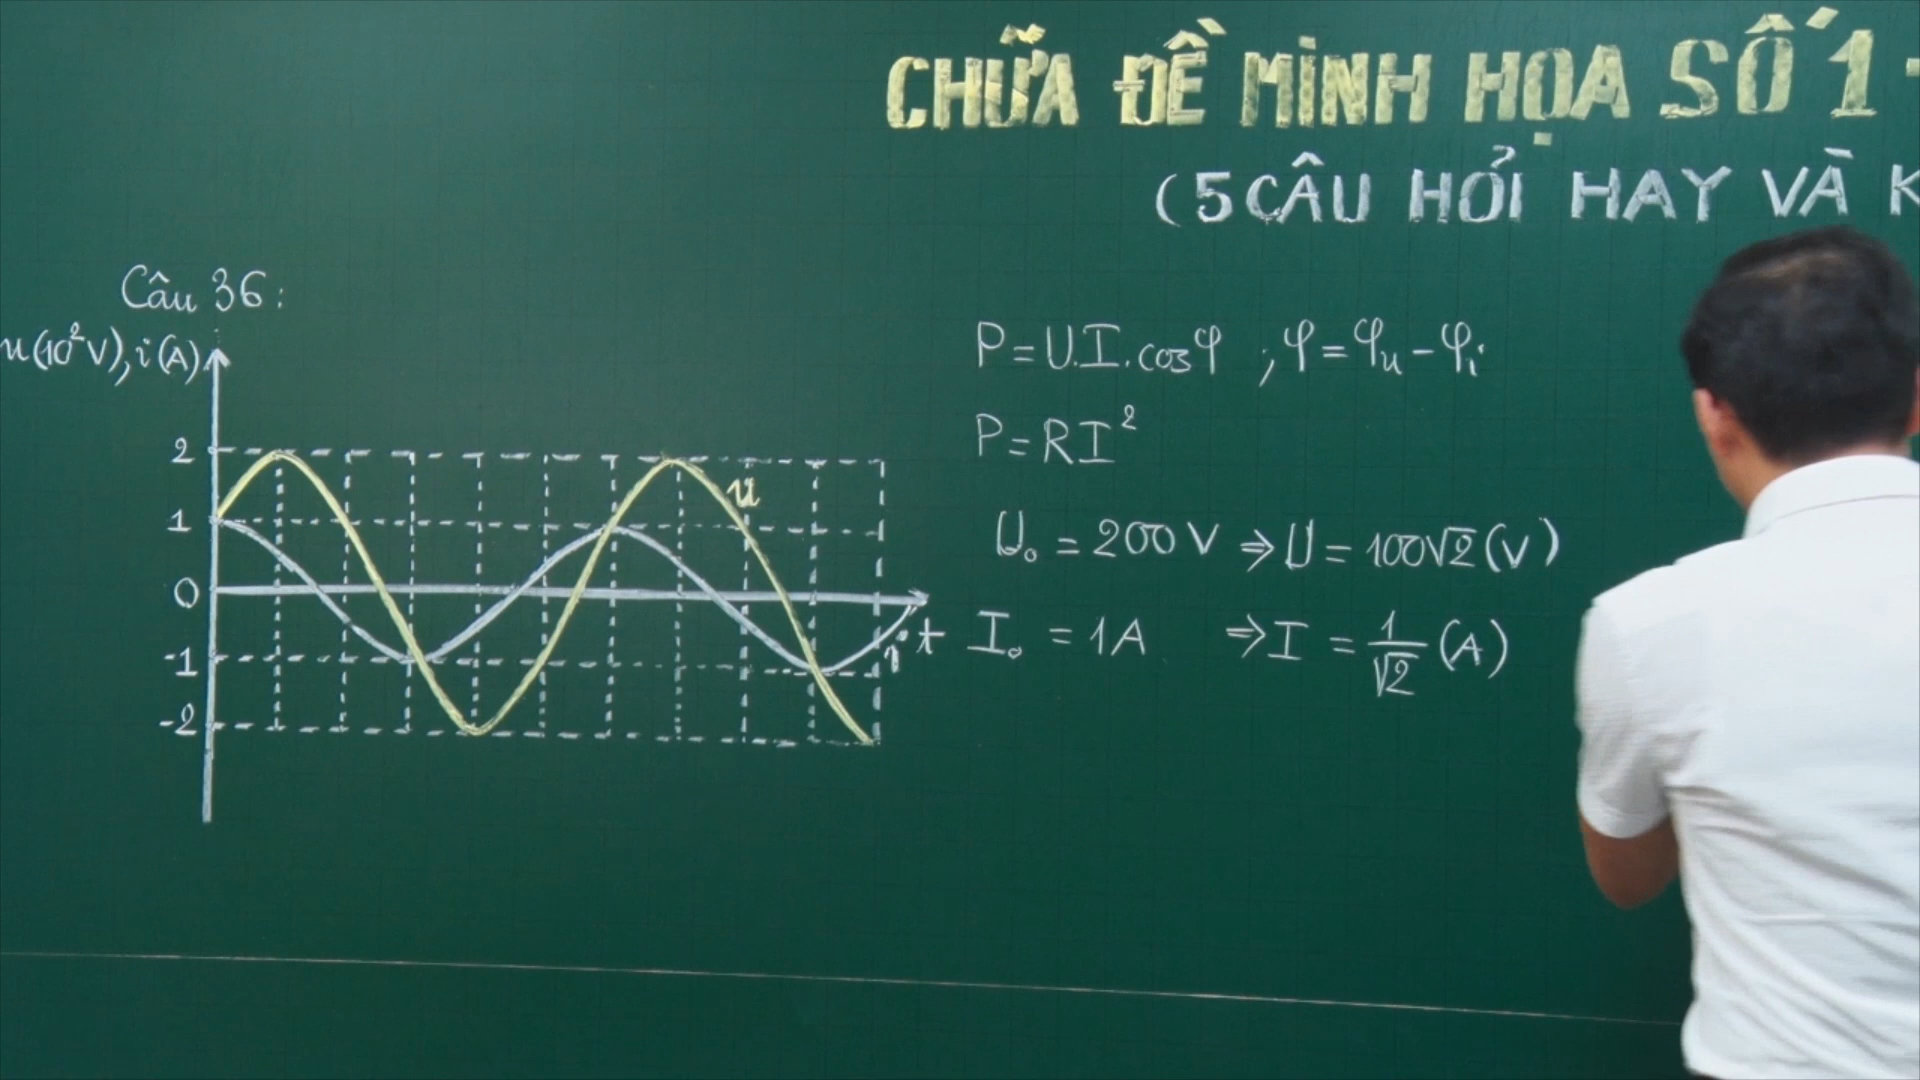 CHỮA ĐỀ MINH HỌA SỐ 1 -
(5 CÂU HỎI HAY VÀ K
Câu 36:
u(10²V), i(A)
2
1
0
-1
-2
u
i
t
P = U.I.cosφ ; φ = φᵤ - φᵢ
P = RI²
U₀ = 200 V ⇒ U = 100√2 (V)
I₀ = 1A ⇒ I = 1/√2 (A)